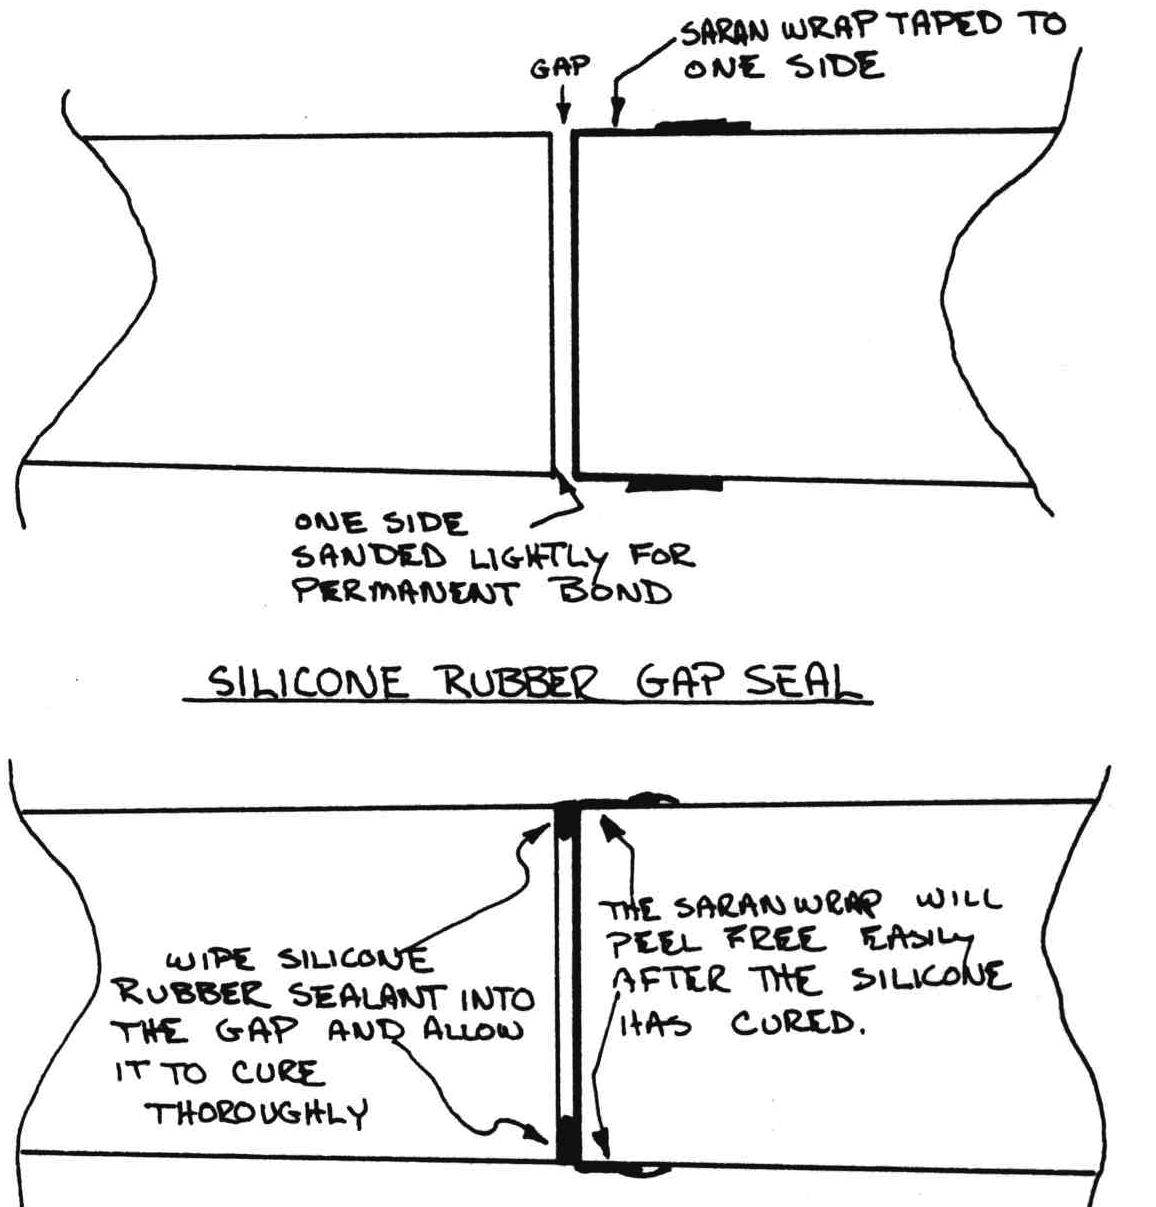 SARAN WRAP TAPED TO
ONE SIDE
GAP
ONE SIDE
SANDED LIGHTLY FOR
PERMANENT BOND
SILICONE RUBBER GAP SEAL
THE SARAN WRAP WILL
PEEL FREE EASILY
AFTER THE SILICONE
HAS CURED.
WIPE SILICONE
RUBBER SEALANT INTO
THE GAP AND ALLOW
IT TO CURE
THOROUGHLY